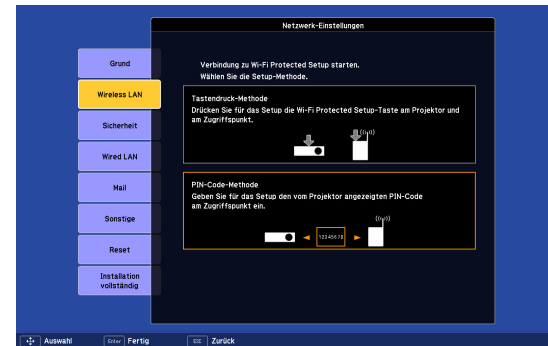 Netzwerk-Einstellungen
Grund
Wireless LAN
Sicherheit
Wired LAN
Mail
Sonstige
Reset
Installation
vollständig
Verbindung zu Wi-Fi Protected Setup starten.
Wählen Sie die Setup-Methode.
Tastendruck-Methode
Drücken Sie für das Setup die Wi-Fi Protected Setup-Taste am Projektor und
am Zugriffspunkt.
PIN-Code-Methode
Geben Sie für das Setup den vom Projektor angezeigten PIN-Code
am Zugriffspunkt ein.
12345678
Auswahl Enter Fertig ESC Zurück